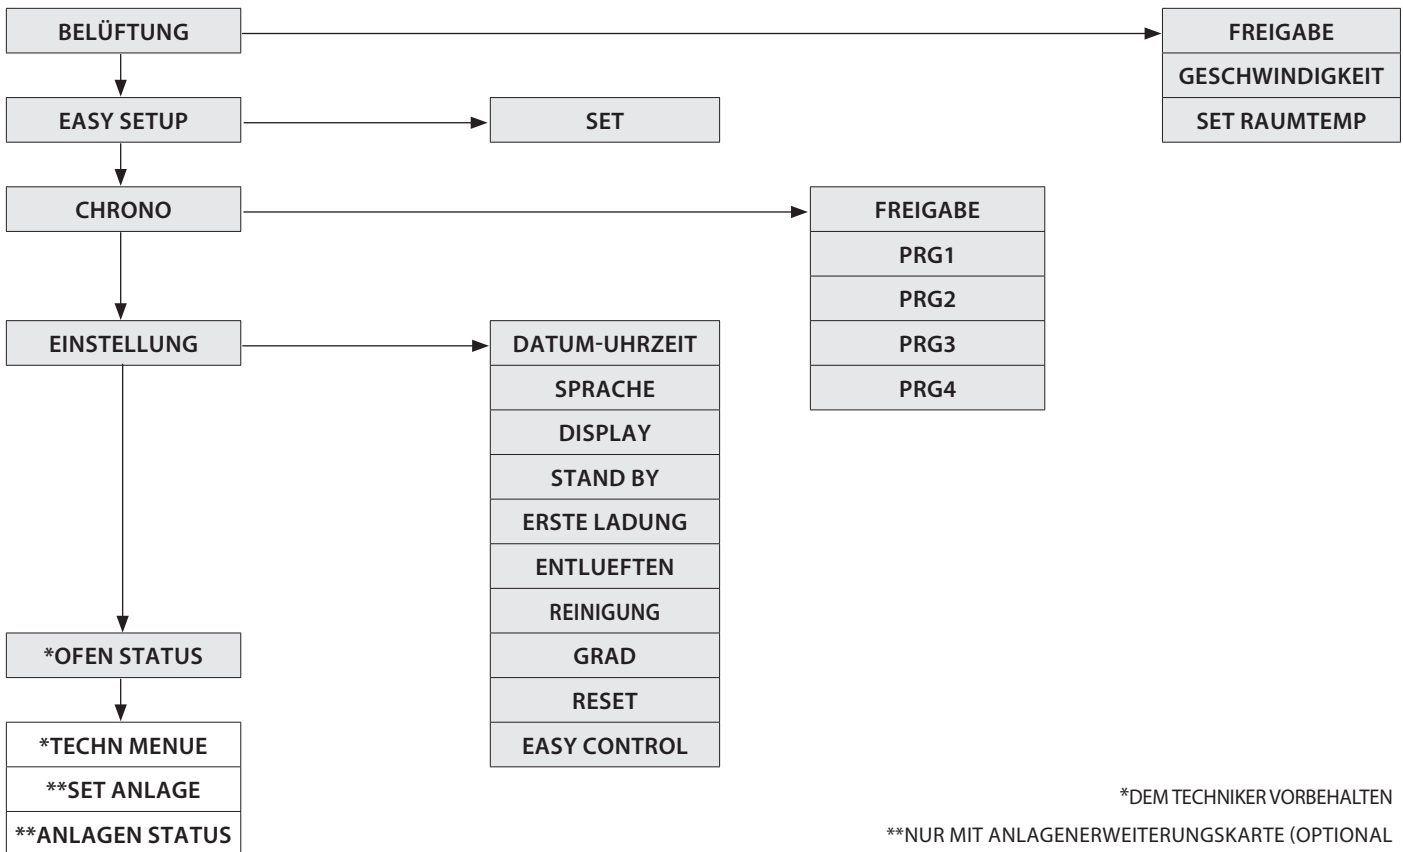 BELÜFTUNG
FREIGABE
GESCHWINDIGKEIT
SET RAUMTEMP
EASY SETUP
SET
CHRONO
FREIGABE
PRG1
PRG2
PRG3
PRG4
EINSTELLUNG
DATUM-UHRZEIT
SPRACHE
DISPLAY
STAND BY
ERSTE LADUNG
ENTLUEFTEN
REINIGUNG
GRAD
RESET
EASY CONTROL
*OFEN STATUS
*TECHN MENUE
**SET ANLAGE
**ANLAGEN STATUS
*DEM TECHNIKER VORBEHALTEN
**NUR MIT ANLAGENERWEITERUNGSKARTE (OPTIONAL